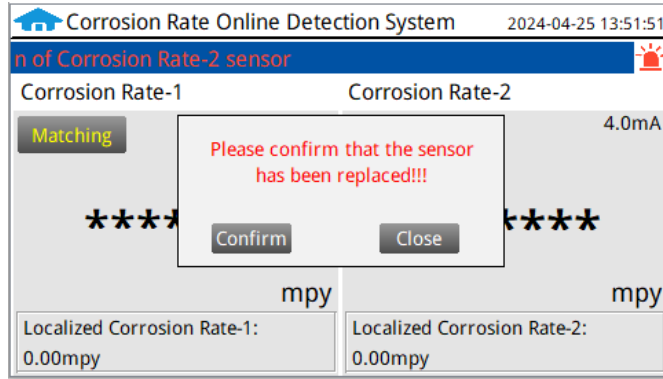 Corrosion Rate Online Detection System 2024-04-25 13:51:51
n of Corrosion Rate-2 sensor
Corrosion Rate-1 Corrosion Rate-2
Matching 4.0mA
Please confirm that the sensor
has been replaced!!!
**** ****
Confirm Close
mpy mpy
Localized Corrosion Rate-1: Localized Corrosion Rate-2:
0.00mpy 0.00mpy